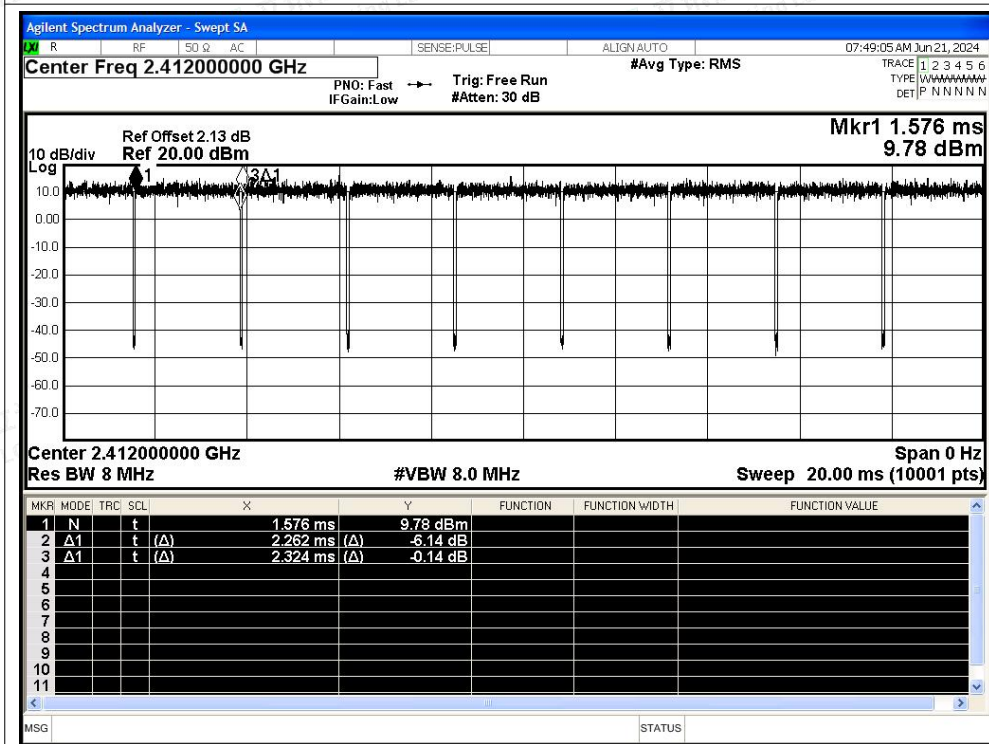 Agilent Spectrum Analyzer - Swept SA
LXI R RF 50 Ω AC SENSE:PULSE ALIGN AUTO 07:49:05 AM Jun 21, 2024
Center Freq 2.412000000 GHz
PNO: Fast
IFGain:Low
Trig: Free Run
#Atten: 30 dB
#Avg Type: RMS
TRACE 1 2 3 4 5 6
TYPE W
DET P N N N N N
Mkr1 1.576 ms
9.78 dBm
Ref Offset 2.13 dB
10 dB/div Ref 20.00 dBm
Log
1
3Δ1
10.0
0.00
-10.0
-20.0
-30.0
-40.0
-50.0
-60.0
-70.0
Center 2.412000000 GHz Span 0 Hz
Res BW 8 MHz #VBW 8.0 MHz Sweep 20.00 ms (10001 pts)
MKR MODE TRC SCL X Y FUNCTION FUNCTION WIDTH FUNCTION VALUE
1 N t 1.576 ms 9.78 dBm
2 Δ1 t (Δ) 2.262 ms (Δ) -6.14 dB
3 Δ1 t (Δ) 2.324 ms (Δ) -0.14 dB
4
5
6
7
8
9
10
11
MSG STATUS